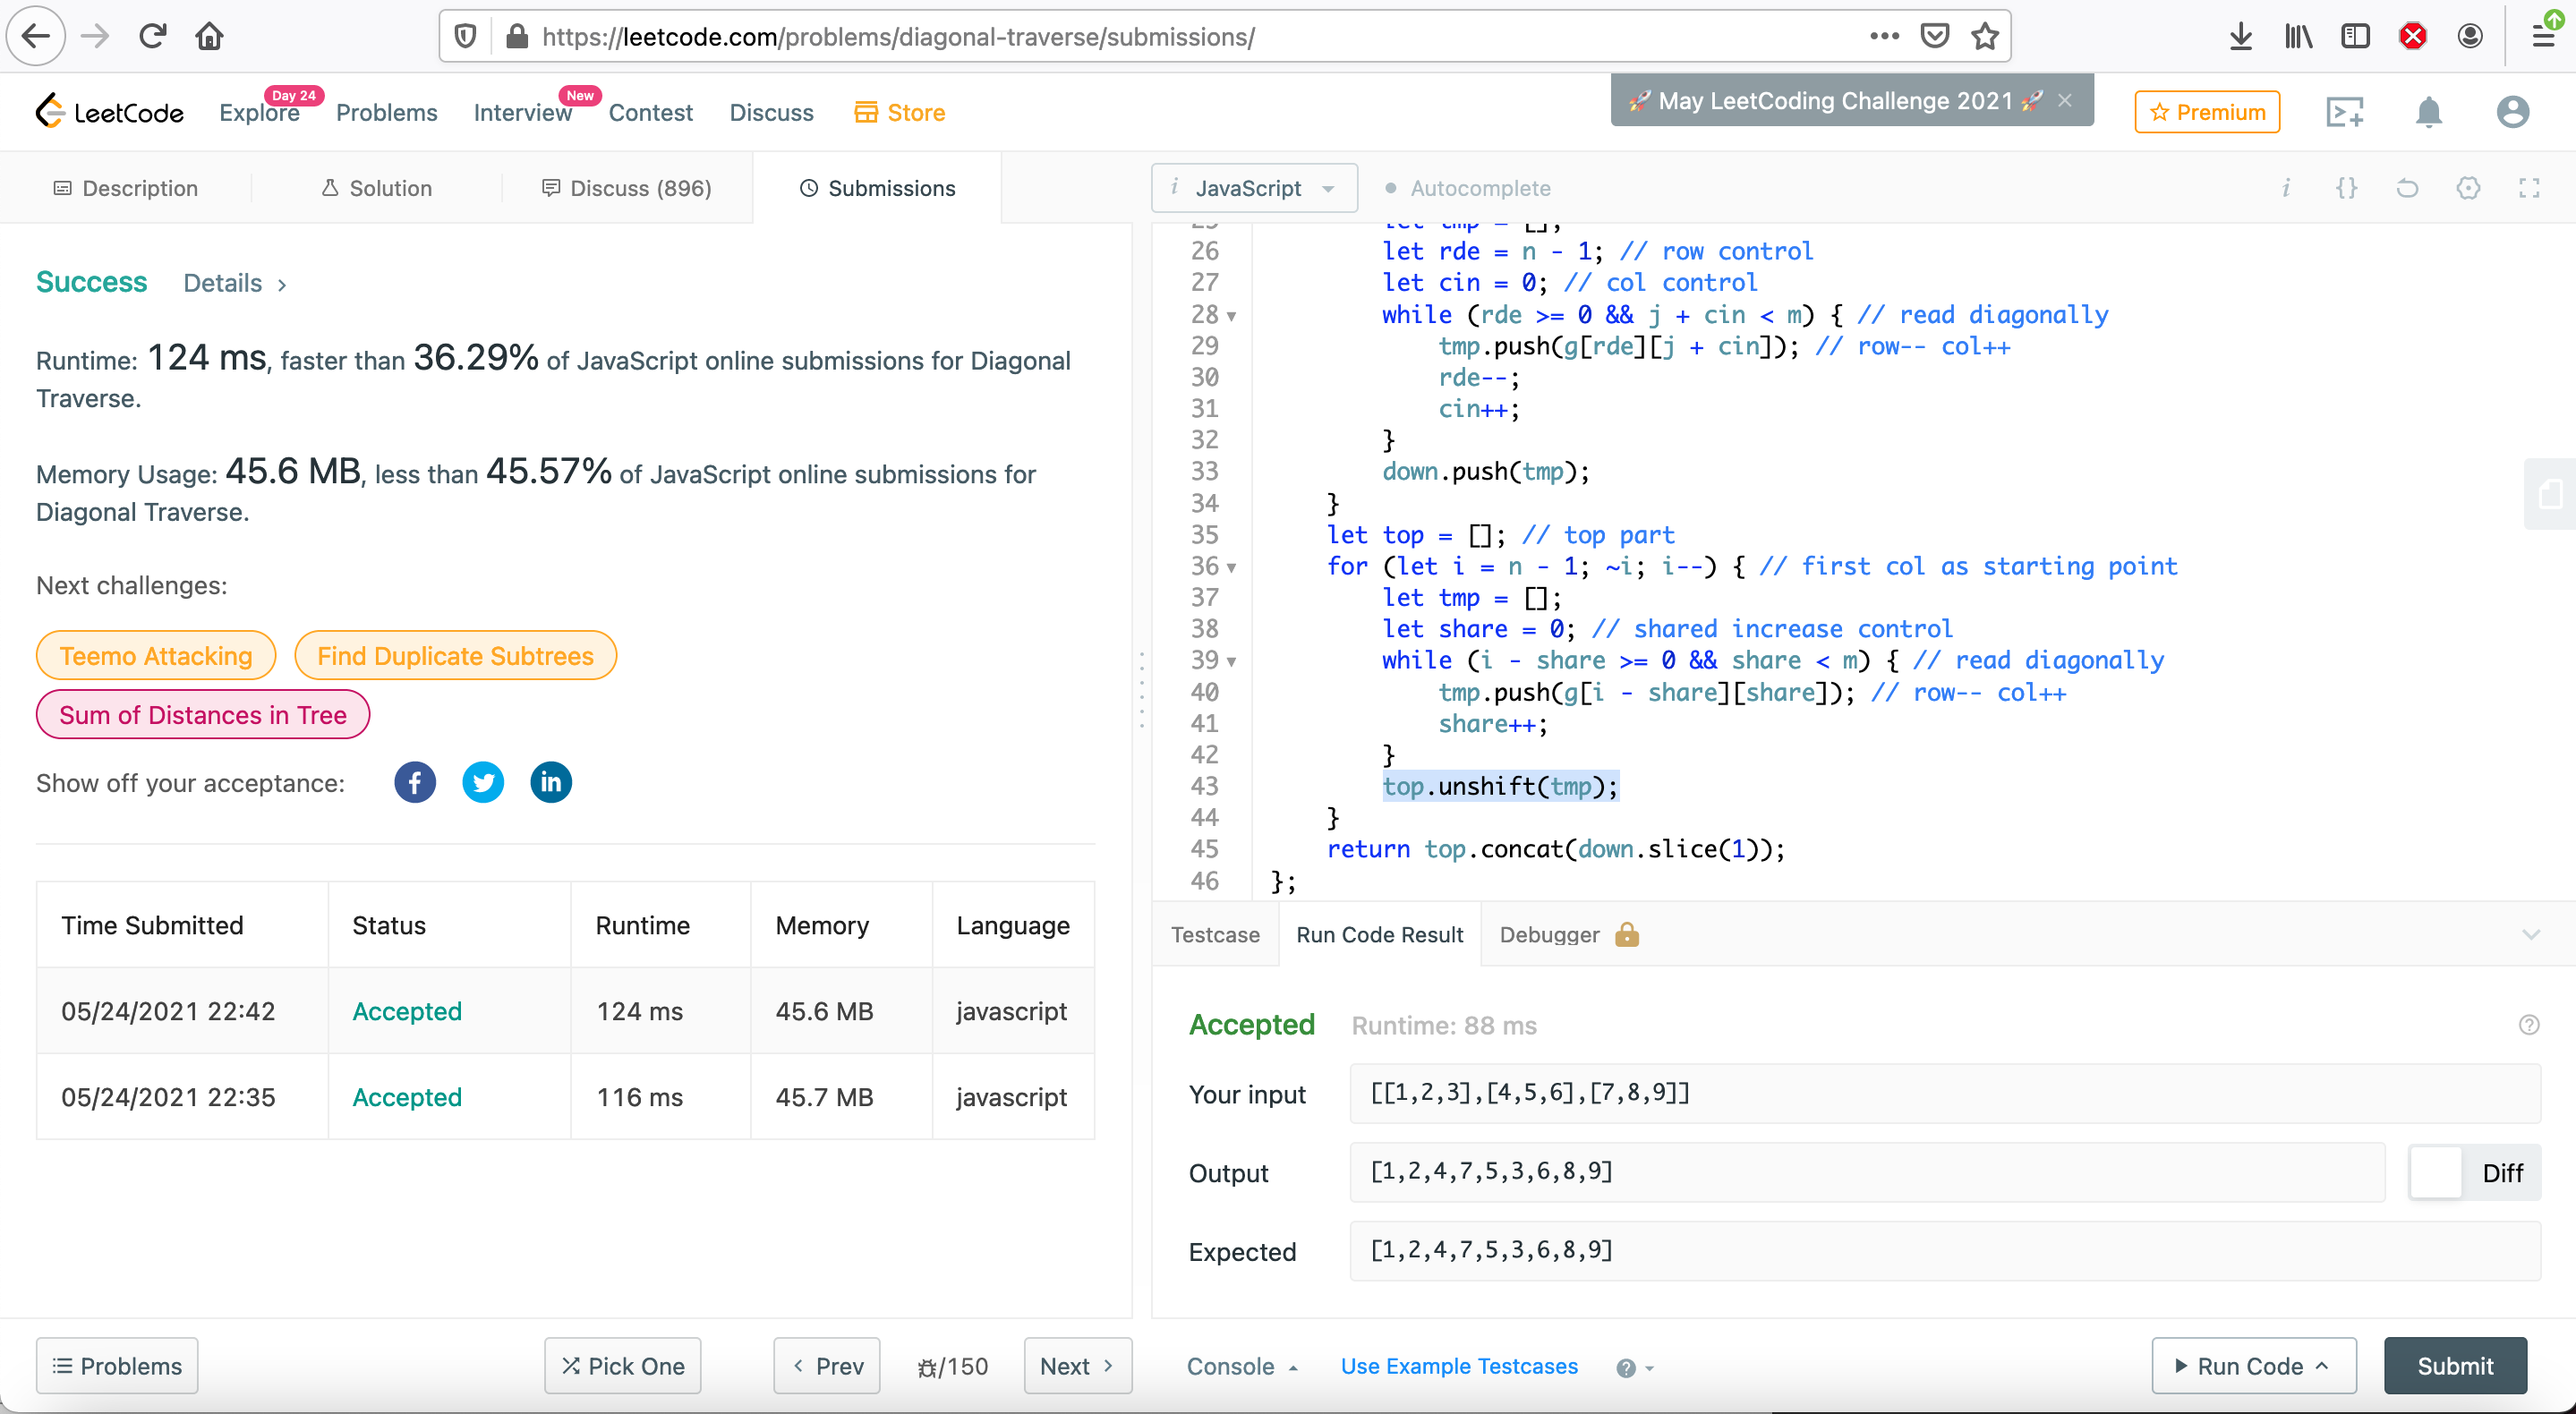 https://leetcode.com/problems/diagonal-traverse/submissions/
LeetCode
Explore
Day 24
Problems
Interview
New
Contest
Discuss
Store
🚀 May LeetCoding Challenge 2021 🚀
Premium
Description
Solution
Discuss (896)
Submissions
i JavaScript
Autocomplete
Success
Details
Runtime: 124 ms, faster than 36.29% of JavaScript online submissions for Diagonal
Traverse.
Memory Usage: 45.6 MB, less than 45.57% of JavaScript online submissions for
Diagonal Traverse.
Next challenges:
Teemo Attacking
Find Duplicate Subtrees
Sum of Distances in Tree
Show off your acceptance:
Time Submitted Status Runtime Memory Language
05/24/2021 22:42 Accepted 124 ms 45.6 MB javascript
05/24/2021 22:35 Accepted 116 ms 45.7 MB javascript
25 let tmp = [];
26 let rde = n - 1; // row control
27 let cin = 0; // col control
28 while (rde >= 0 && j + cin < m) { // read diagonally
29 tmp.push(g[rde][j + cin]); // row-- col++
30 rde--;
31 cin++;
32 }
33 down.push(tmp);
34 }
35 let top = []; // top part
36 for (let i = n - 1; ~i; i--) { // first col as starting point
37 let tmp = [];
38 let share = 0; // shared increase control
39 while (i - share >= 0 && share < m) { // read diagonally
40 tmp.push(g[i - share][share]); // row-- col++
41 share++;
42 }
43 top.unshift(tmp);
44 }
45 return top.concat(down.slice(1));
46 };
Testcase
Run Code Result
Debugger
Accepted
Runtime: 88 ms
Your input
[[1,2,3],[4,5,6],[7,8,9]]
Output
[1,2,4,7,5,3,6,8,9]
Diff
Expected
[1,2,4,7,5,3,6,8,9]
Problems
Pick One
Prev
/150
Next
Console
Use Example Testcases
Run Code
Submit